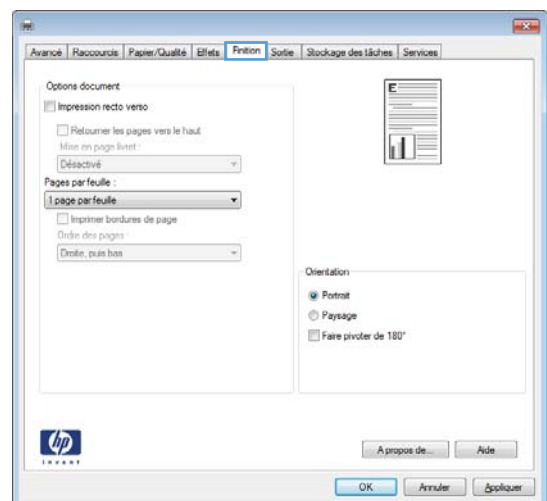 Avancé Raccourcis Papier/Qualité Effets Finition Sortie Stockage des tâches Services
Options document
Impression recto verso
Retourner les pages vers le haut
Mise en page livret :
Désactivé
Pages par feuille :
1 page par feuille
Imprimer bordures de page
Ordre des pages :
Droite, puis bas
E
Orientation
Portrait
Paysage
Faire pivoter de 180°
hp
invent
A propos de... Aide
OK Annuler Appliquer